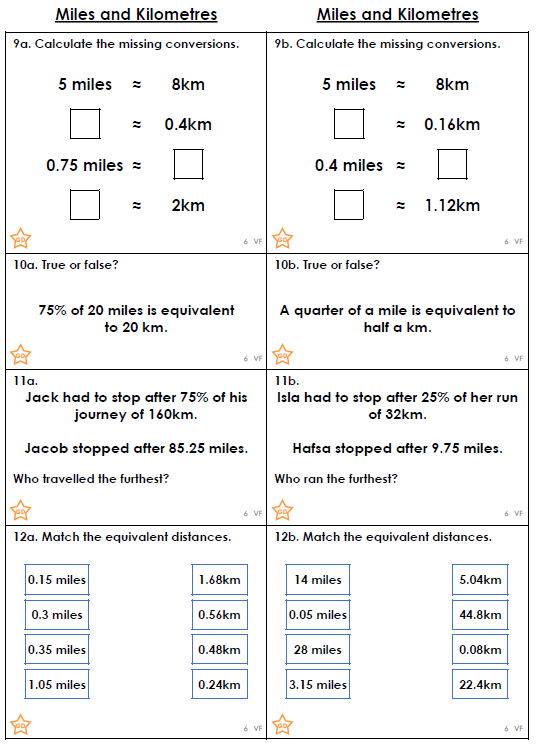 Miles and Kilometres
Miles and Kilometres
9a. Calculate the missing conversions.
5 miles ≈ 8km
≈ 0.4km
0.75 miles ≈
≈ 2km
GD
6 VF
9b. Calculate the missing conversions.
5 miles ≈ 8km
≈ 0.16km
0.4 miles ≈
≈ 1.12km
GD
6 VF
10a. True or false?
75% of 20 miles is equivalent
to 20 km.
GD
6 VF
10b. True or false?
A quarter of a mile is equivalent to
half a km.
GD
6 VF
11a.
Jack had to stop after 75% of his
journey of 160km.
Jacob stopped after 85.25 miles.
Who travelled the furthest?
GD
6 VF
11b.
Isla had to stop after 25% of her run
of 32km.
Hafsa stopped after 9.75 miles.
Who ran the furthest?
GD
6 VF
12a. Match the equivalent distances.
0.15 miles 1.68km
0.3 miles 0.56km
0.35 miles 0.48km
1.05 miles 0.24km
GD
6 VF
12b. Match the equivalent distances.
14 miles 5.04km
0.05 miles 44.8km
28 miles 0.08km
3.15 miles 22.4km
GD
6 VF